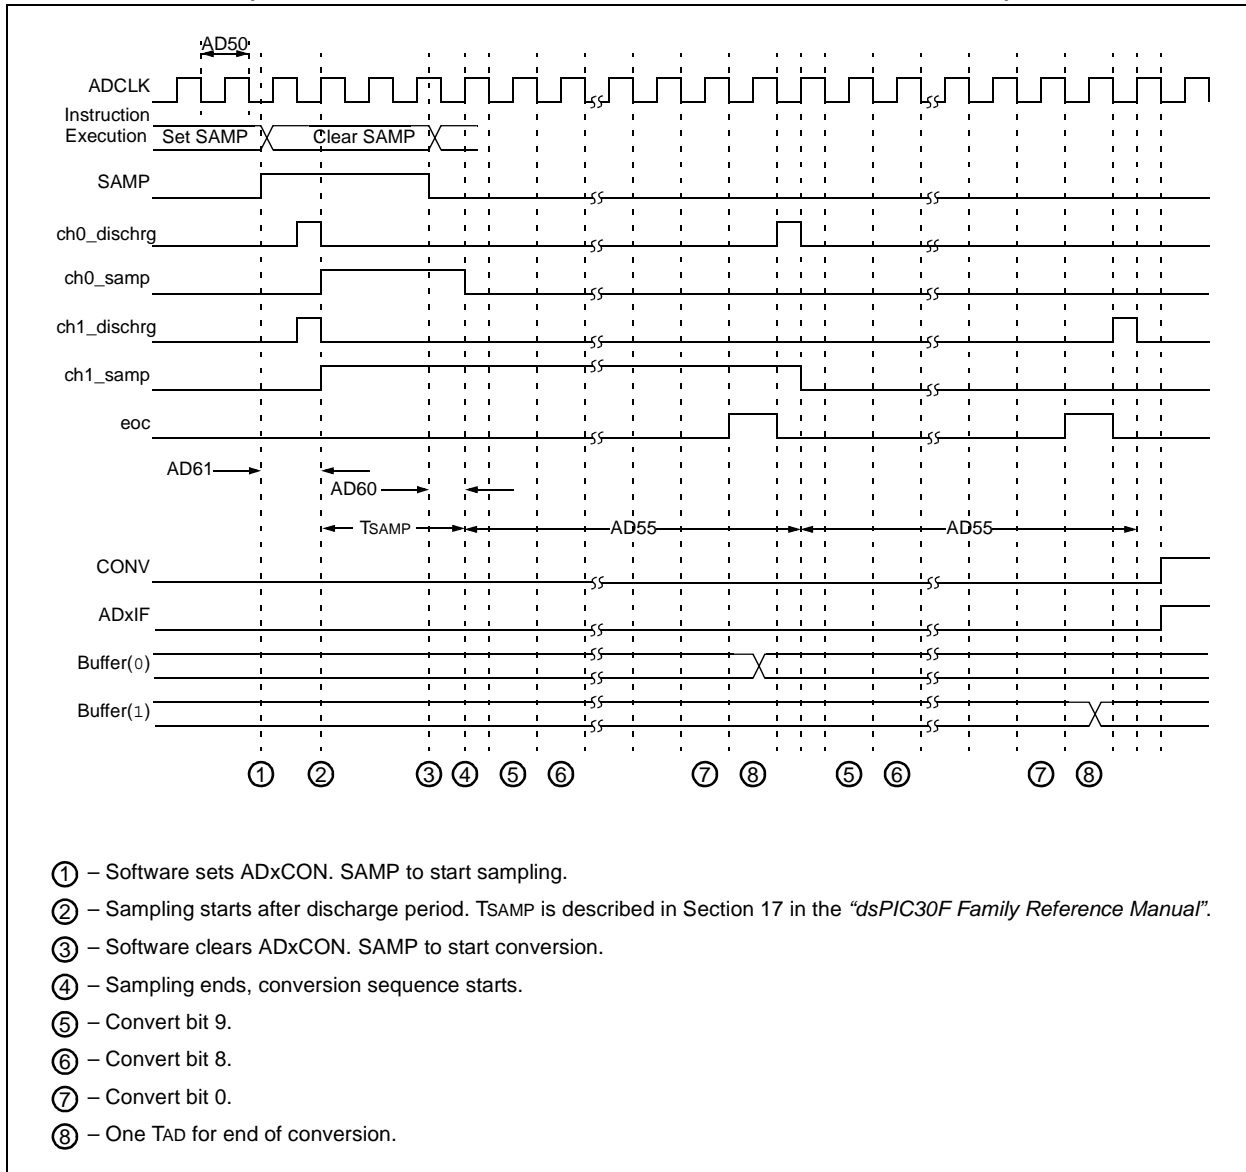 AD50
ADCLK
Instruction
Execution Set SAMP Clear SAMP
SAMP
ch0_dischrg
ch0_samp
ch1_dischrg
ch1_samp
eoc
AD61
AD60
TSAMP AD55 AD55
CONV
ADxIF
Buffer(0)
Buffer(1)
1 2 3 4 5 6 7 8 5 6 7 8
1 – Software sets ADxCON. SAMP to start sampling.
2 – Sampling starts after discharge period. TSAMP is described in Section 17 in the "dsPIC30F Family Reference Manual".
3 – Software clears ADxCON. SAMP to start conversion.
4 – Sampling ends, conversion sequence starts.
5 – Convert bit 9.
6 – Convert bit 8.
7 – Convert bit 0.
8 – One TAD for end of conversion.